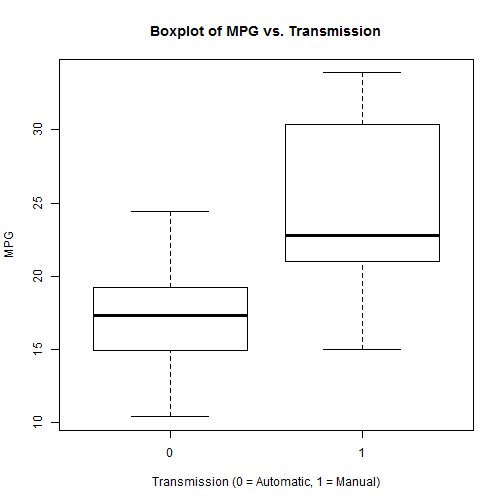 Boxplot of MPG vs. Transmission
MPG
30
25
20
15
10
0 1
Transmission (0 = Automatic, 1 = Manual)